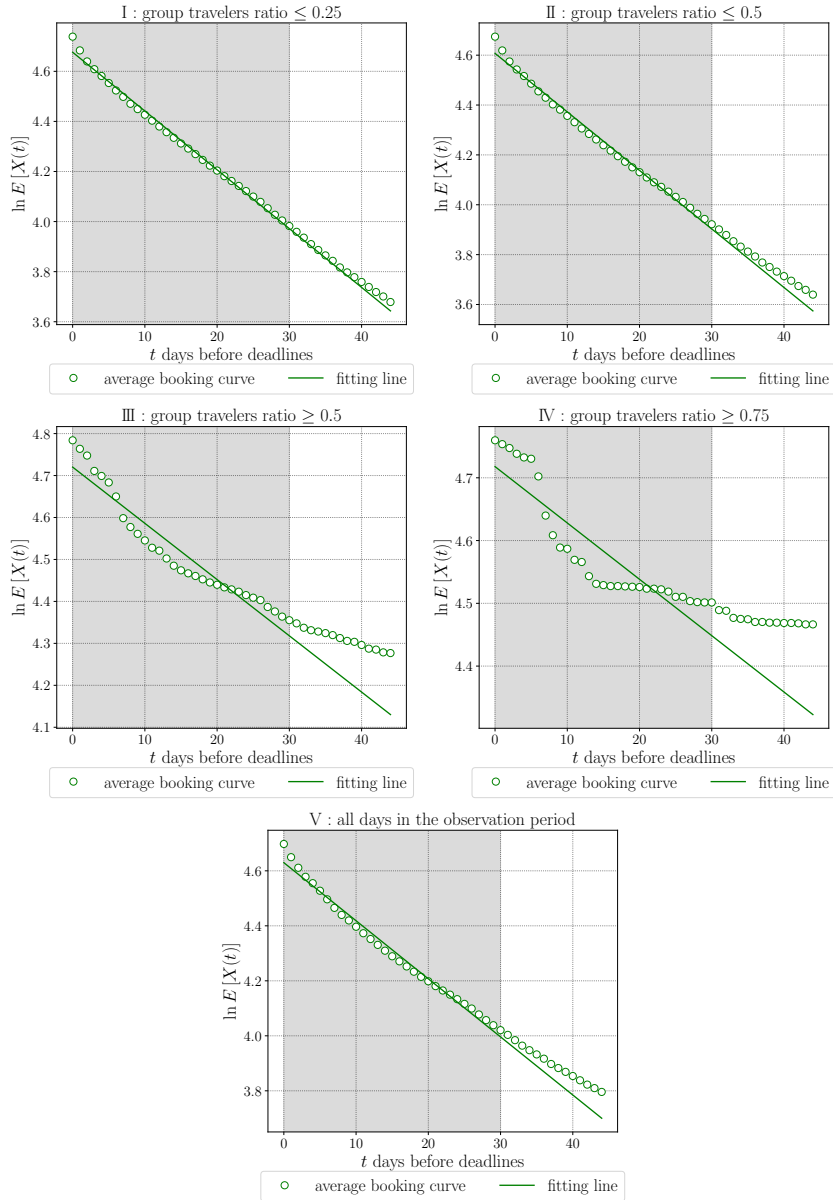 Ⅰ : group travelers ratio ≤ 0.25
ln E [X(t)]
4.6
4.4
4.2
4.0
3.8
3.6
0 10 20 30 40
t days before deadlines
average booking curve fitting line
Ⅱ : group travelers ratio ≤ 0.5
ln E [X(t)]
4.6
4.4
4.2
4.0
3.8
3.6
0 10 20 30 40
t days before deadlines
average booking curve fitting line
Ⅲ : group travelers ratio ≥ 0.5
ln E [X(t)]
4.8
4.7
4.6
4.5
4.4
4.3
4.2
4.1
0 10 20 30 40
t days before deadlines
average booking curve fitting line
Ⅳ : group travelers ratio ≥ 0.75
ln E [X(t)]
4.7
4.6
4.5
4.4
0 10 20 30 40
t days before deadlines
average booking curve fitting line
Ⅴ : all days in the observation period
ln E [X(t)]
4.6
4.4
4.2
4.0
3.8
0 10 20 30 40
t days before deadlines
average booking curve fitting line